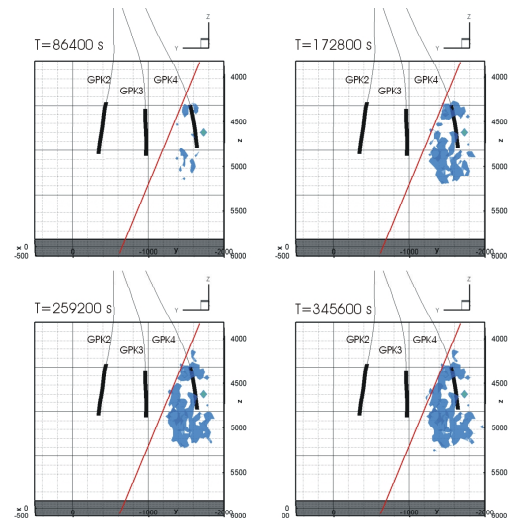 Z
Y
T=86400 s
GPK2
GPK3
GPK4
4000
4500
z
5000
5500
6000
x 0
-500
0
-1000
y
-2000
Z
Y
T=172800 s
GPK2
GPK3
GPK4
4000
4500
z
5000
5500
6000
x 0
-500
0
-1000
y
-2000
Z
Y
T=259200 s
GPK2
GPK3
GPK4
4000
4500
z
5000
5500
6000
x 0
-500
0
-1000
y
-2000
Z
Y
T=345600 s
GPK2
GPK3
GPK4
4000
4500
z
5000
5500
6000
0
00
0
-1000
y
-2000